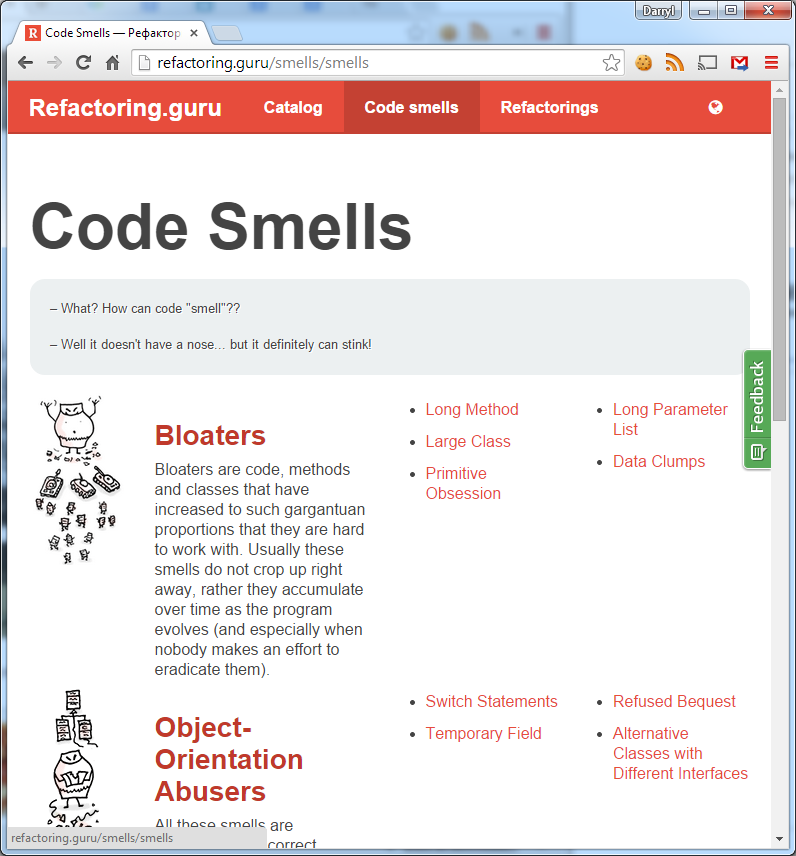 Darryl
Code Smells — Рефактор
refactoring.guru/smells/smells
Refactoring.guru Catalog Code smells Refactorings
Code Smells
– What? How can code "smell"??
– Well it doesn't have a nose... but it definitely can stink!
Feedback
Bloaters
Bloaters are code, methods
and classes that have
increased to such gargantuan
proportions that they are hard
to work with. Usually these
smells do not crop up right
away, rather they accumulate
over time as the program
evolves (and especially when
nobody makes an effort to
eradicate them).
Long Method
Large Class
Primitive
Obsession
Long Parameter
List
Data Clumps
Object-
Orientation
Abusers
All these smells are
correct
Switch Statements
Temporary Field
Refused Bequest
Alternative
Classes with
Different Interfaces
refactoring.guru/smells/smells